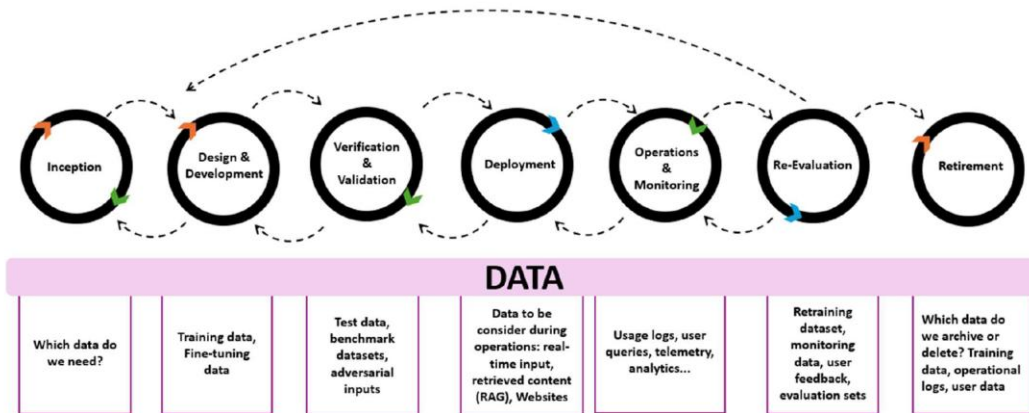 Inception
Design &
Development
Verification
&
Validation
Deployment
Operations
&
Monitoring
Re-Evaluation
Retirement
DATA
Which data do
we need?
Training data,
Fine-tuning
data
Test data,
benchmark
datasets,
adversarial
inputs
Data to be
consider during
operations: real-
time input,
retrieved content
(RAG), Websites
Usage logs, user
queries, telemetry,
analytics...
Retraining
dataset,
monitoring
data, user
feedback,
evaluation sets
Which data do
we archive or
delete? Training
data, operational
logs, user data